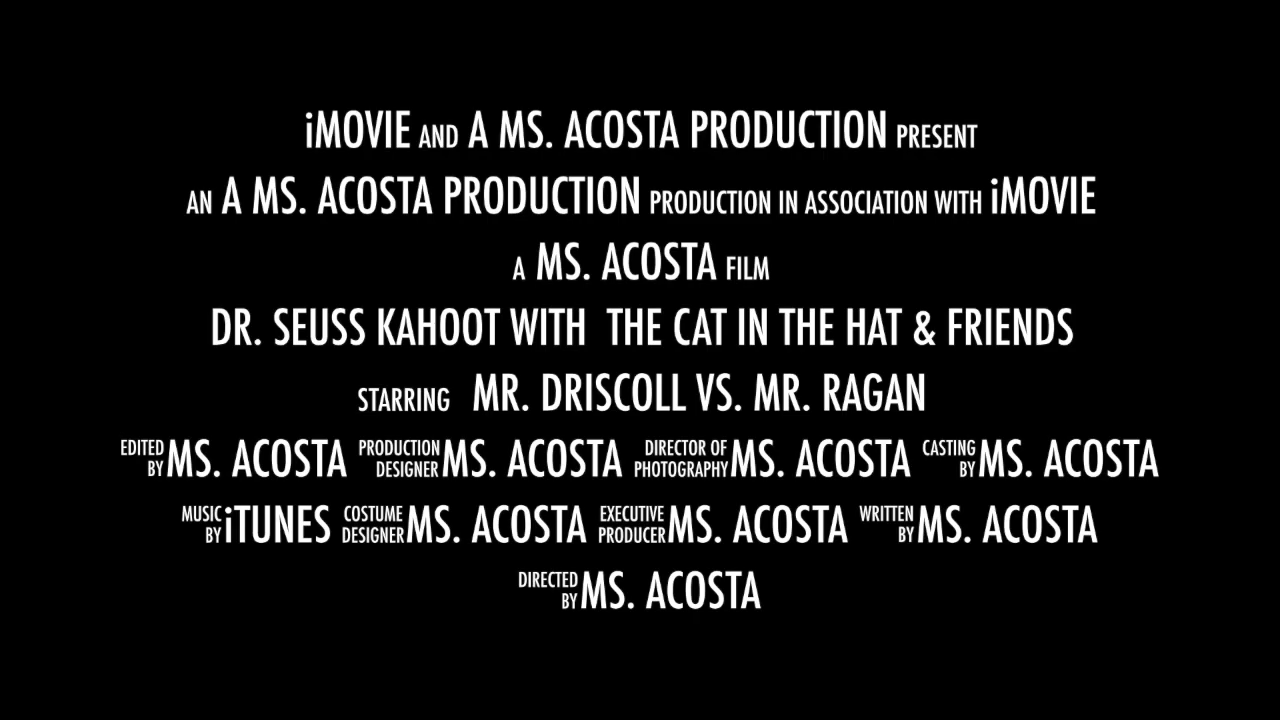 iMOVIE AND A MS. ACOSTA PRODUCTION PRESENT
AN A MS. ACOSTA PRODUCTION PRODUCTION IN ASSOCIATION WITH iMOVIE
A MS. ACOSTA FILM
DR. SEUSS KAHOOT WITH THE CAT IN THE HAT & FRIENDS
STARRING MR. DRISCOLL VS. MR. RAGAN
EDITED BY MS. ACOSTA PRODUCTION DESIGNER MS. ACOSTA DIRECTOR OF PHOTOGRAPHY MS. ACOSTA CASTING BY MS. ACOSTA
MUSIC BY iTUNES COSTUME DESIGNER MS. ACOSTA EXECUTIVE PRODUCER MS. ACOSTA WRITTEN BY MS. ACOSTA
DIRECTED BY MS. ACOSTA